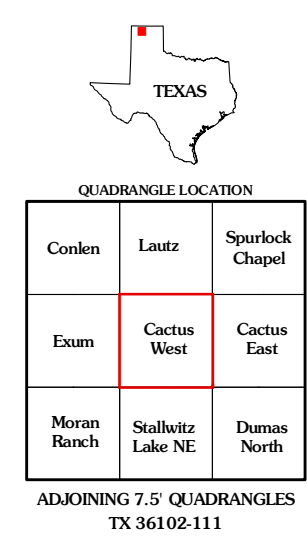 TEXAS
QUADRANGLE LOCATION
Conlen
Lautz
Spurlock
Chapel
Exum
Cactus
West
Cactus
East
Moran
Ranch
Stallwitz
Lake NE
Dumas
North
ADJOINING 7.5' QUADRANGLES
TX 36102-111